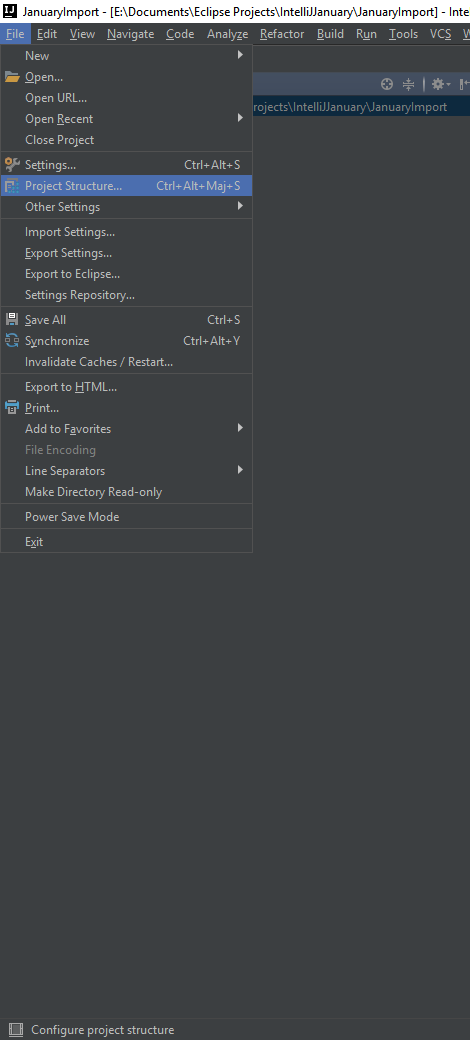 JanuaryImport - [E:\Documents\Eclipse Projects\IntelliJJanuary\JanuaryImport] - Inte
File Edit View Navigate Code Analyze Refactor Build Run Tools VCS W
rojects\IntelliJJanuary\JanuaryImport
New
Open...
Open URL...
Open Recent
Close Project
Settings... Ctrl+Alt+S
Project Structure... Ctrl+Alt+Maj+S
Other Settings
Import Settings...
Export Settings...
Export to Eclipse...
Settings Repository...
Save All Ctrl+S
Synchronize Ctrl+Alt+Y
Invalidate Caches / Restart...
Export to HTML...
Print...
Add to Favorites
File Encoding
Line Separators
Make Directory Read-only
Power Save Mode
Exit
Configure project structure